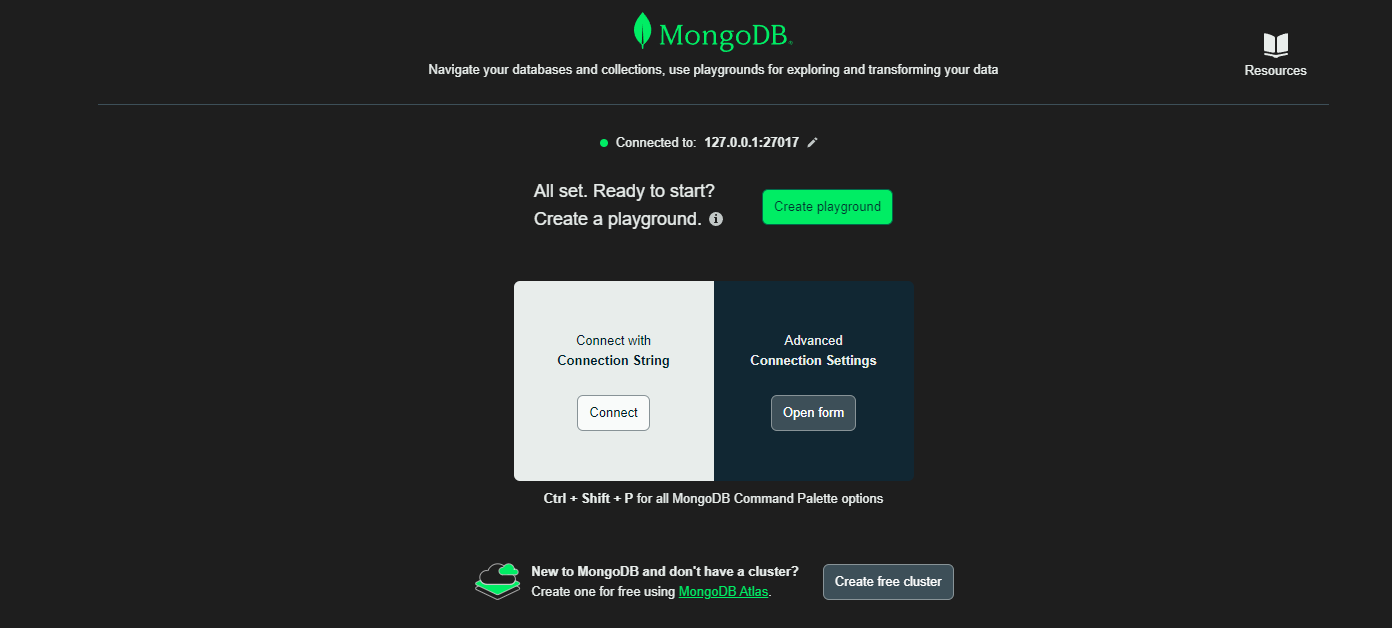 MongoDB
Navigate your databases and collections, use playgrounds for exploring and transforming your data
Resources
Connected to: 127.0.0.1:27017
All set. Ready to start?
Create a playground.
Create playground
Connect with
Connection String
Connect
Advanced
Connection Settings
Open form
Ctrl + Shift + P for all MongoDB Command Palette options
New to MongoDB and don't have a cluster?
Create one for free using MongoDB Atlas.
Create free cluster